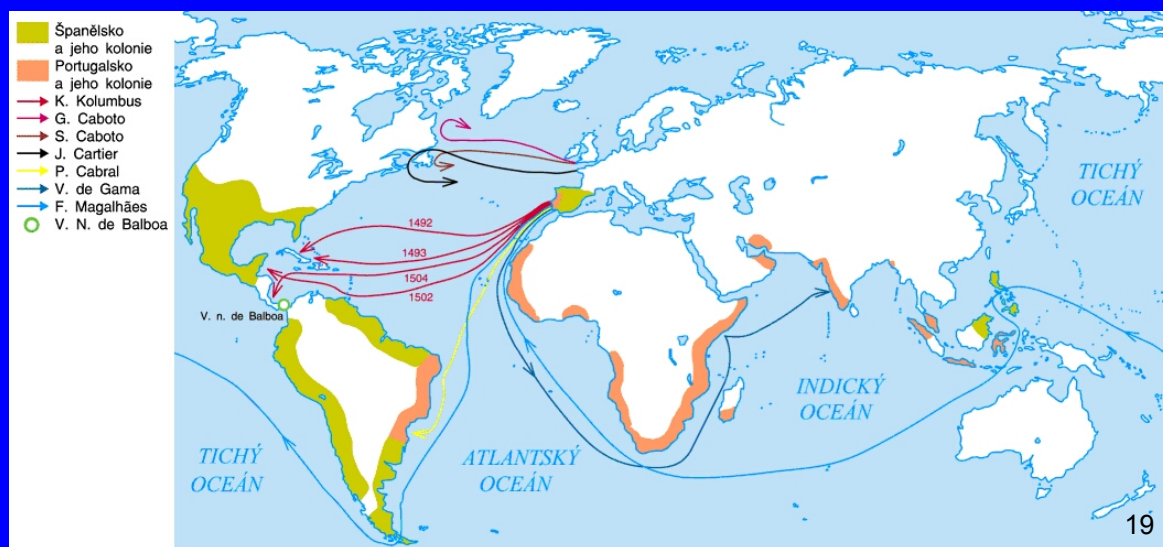 Španělsko
a jeho kolonie
Portugalsko
a jeho kolonie
K. Kolumbus
G. Caboto
S. Caboto
J. Cartier
P. Cabral
V. de Gama
F. Magalhães
V. N. de Balboa
1492
1493
1504
1502
V. n. de Balboa
TICHÝ
OCEÁN
ATLANTSKÝ
OCEÁN
INDICKÝ
OCEÁN
TICHÝ
OCEÁN
19